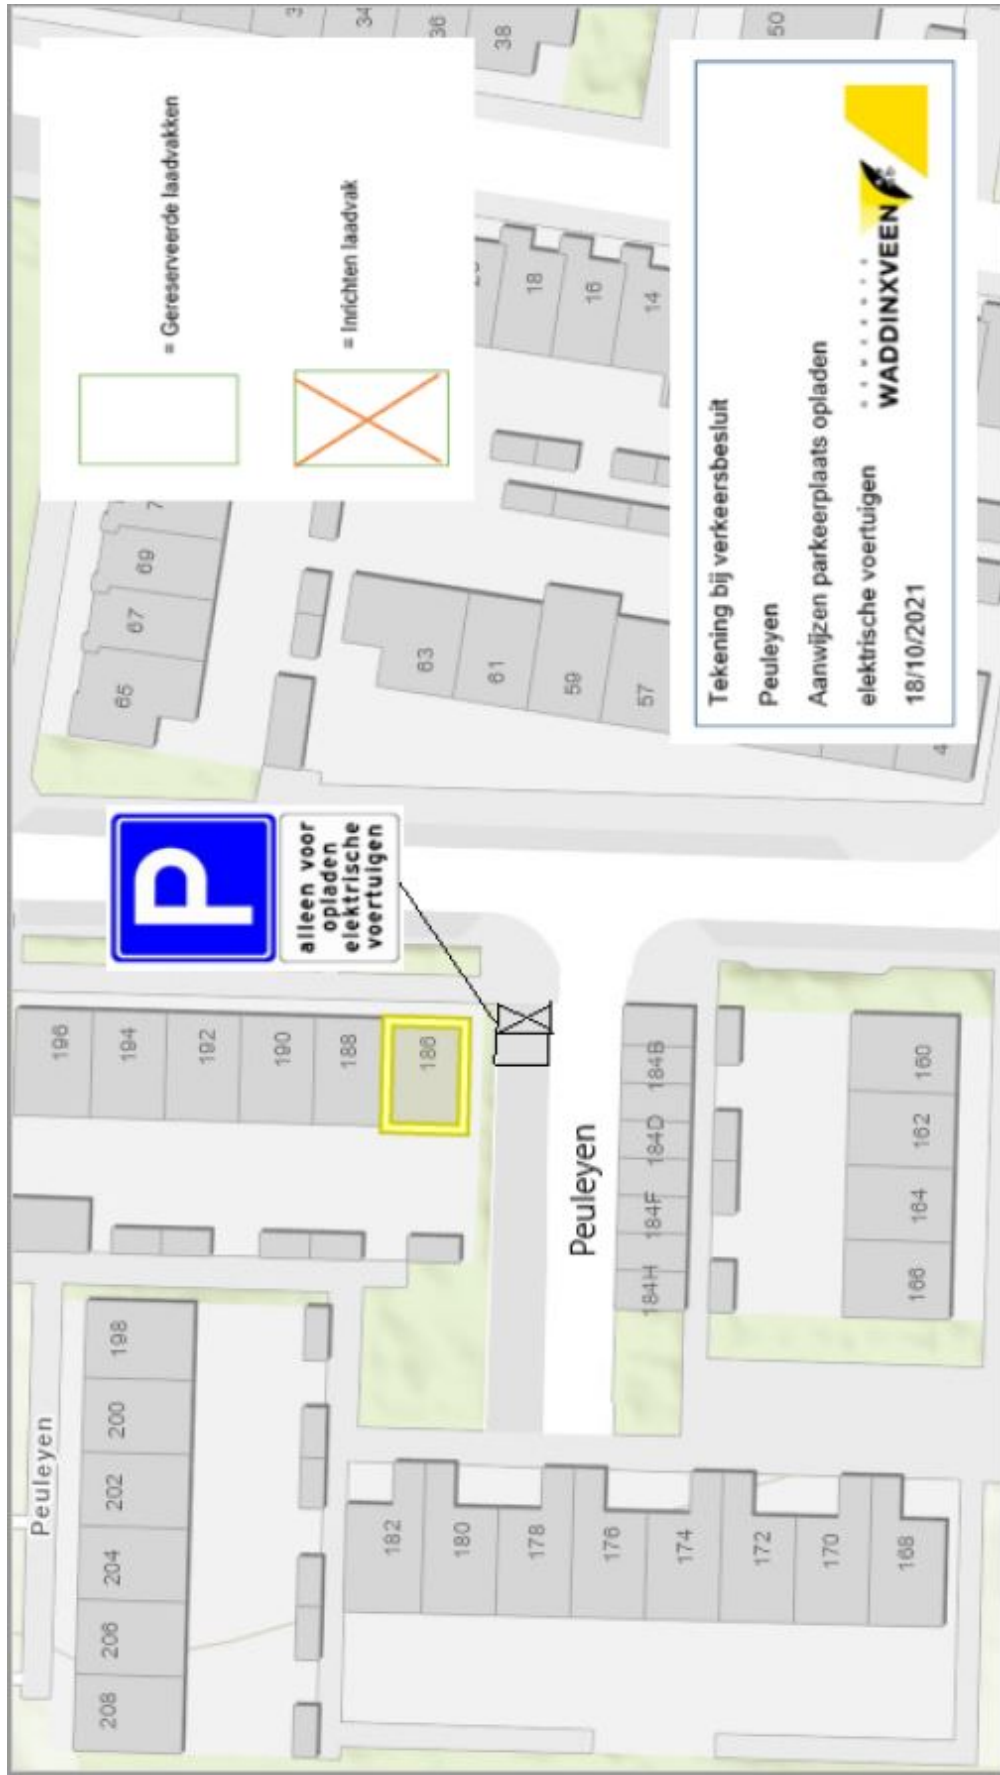 Peuleyen
208
206
204
202
200
198
196
194
192
190
188
186
P
alleen voor
opladen
elektrische
voertuigen
65
67
69
= Gereserveerde laadvakken
= Inrichten laadvak
34
36
38
50
63
61
59
57
18
16
14
182
180
178
176
174
172
170
168
Peuleyen
184H
184F
184D
184B
166
164
162
160
Tekening bij verkeersbesluit
Peuleyen
Aanwijzen parkeerplaats opladen
elektrische voertuigen
18/10/2021
WADDINXVEEN